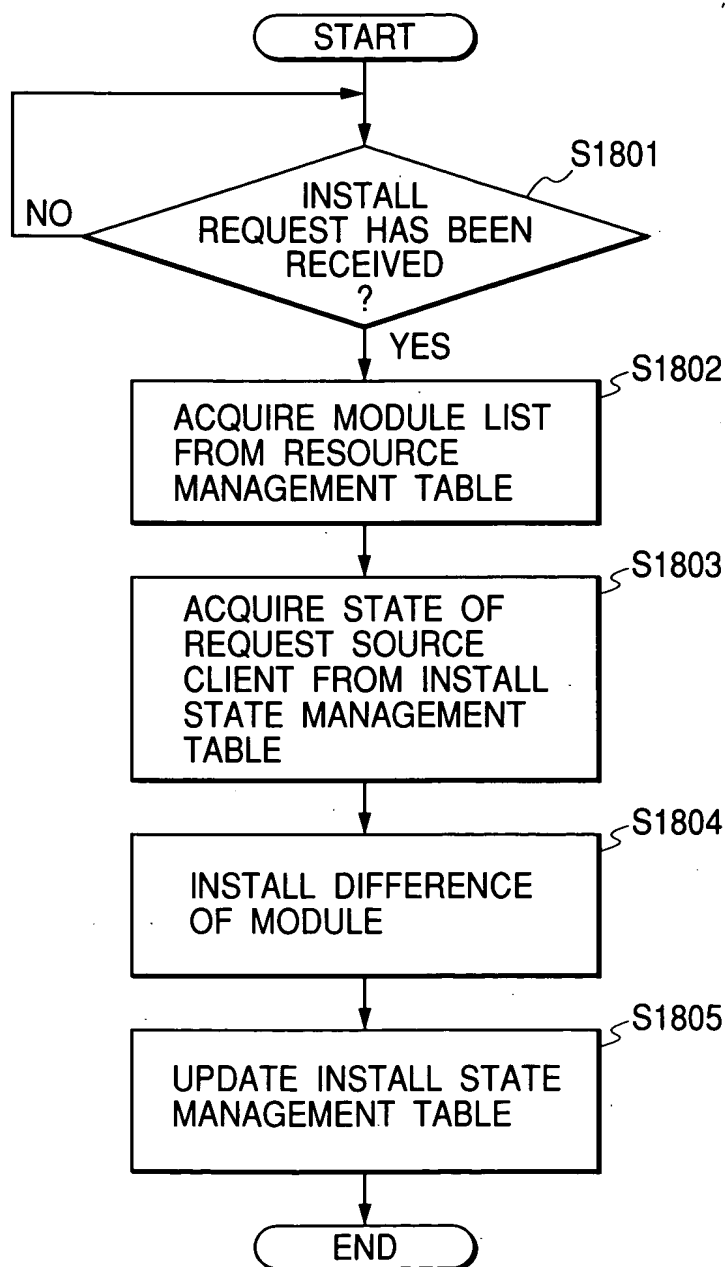 START
S1801
INSTALL
REQUEST HAS BEEN
RECEIVED
?
NO
YES
S1802
ACQUIRE MODULE LIST
FROM RESOURCE
MANAGEMENT TABLE
S1803
ACQUIRE STATE OF
REQUEST SOURCE
CLIENT FROM INSTALL
STATE MANAGEMENT
TABLE
S1804
INSTALL DIFFERENCE
OF MODULE
S1805
UPDATE INSTALL STATE
MANAGEMENT TABLE
END